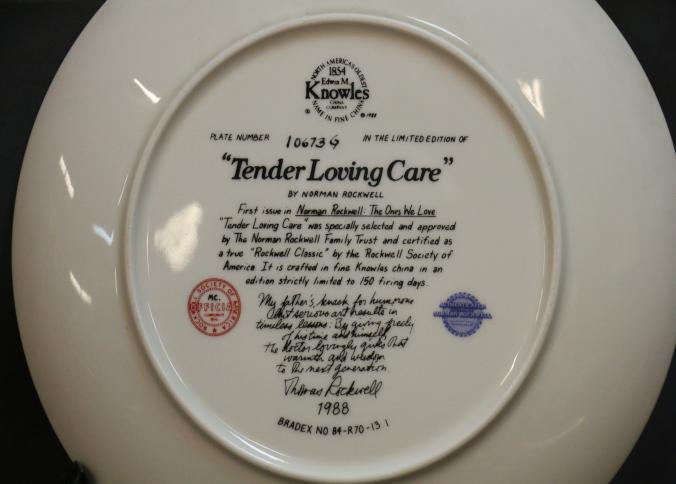 NORTH AMERICA'S OLDEST
1854
Edwin M.
Knowles
CHINA
COMPANY
NAME IN FINE CHINA
® © 1988
PLATE NUMBER 10673G IN THE LIMITED EDITION OF
"Tender Loving Care"
BY NORMAN ROCKWELL
First issue in Norman Rockwell: The Ones We Love
"Tender Loving Care" was specially selected and approved
by The Norman Rockwell Family Trust and certified as
a true "Rockwell Classic" by the Rockwell Society of
America It is crafted in fine Knowles china in an
edition strictly limited to 150 firing days.
ROCKWELL SOCIETY OF AMERICA
My father's knack for humorous
but serious art results in
timeless lessons: By giving freely
of his time and himself
the doctor lovingly gives that
warmth and wisdom
to the next generation
Thomas Rockwell
1988
BRADEX NO 84-R70-13 1